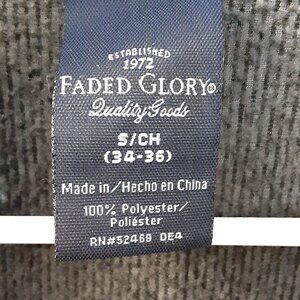 ESTABLISHED
1972
FADED GLORY®
Quality Goods
S/CH
(34-36)
Made in/Hecho en China
100% Polyester/
Poliéster
RN#52469 0E4